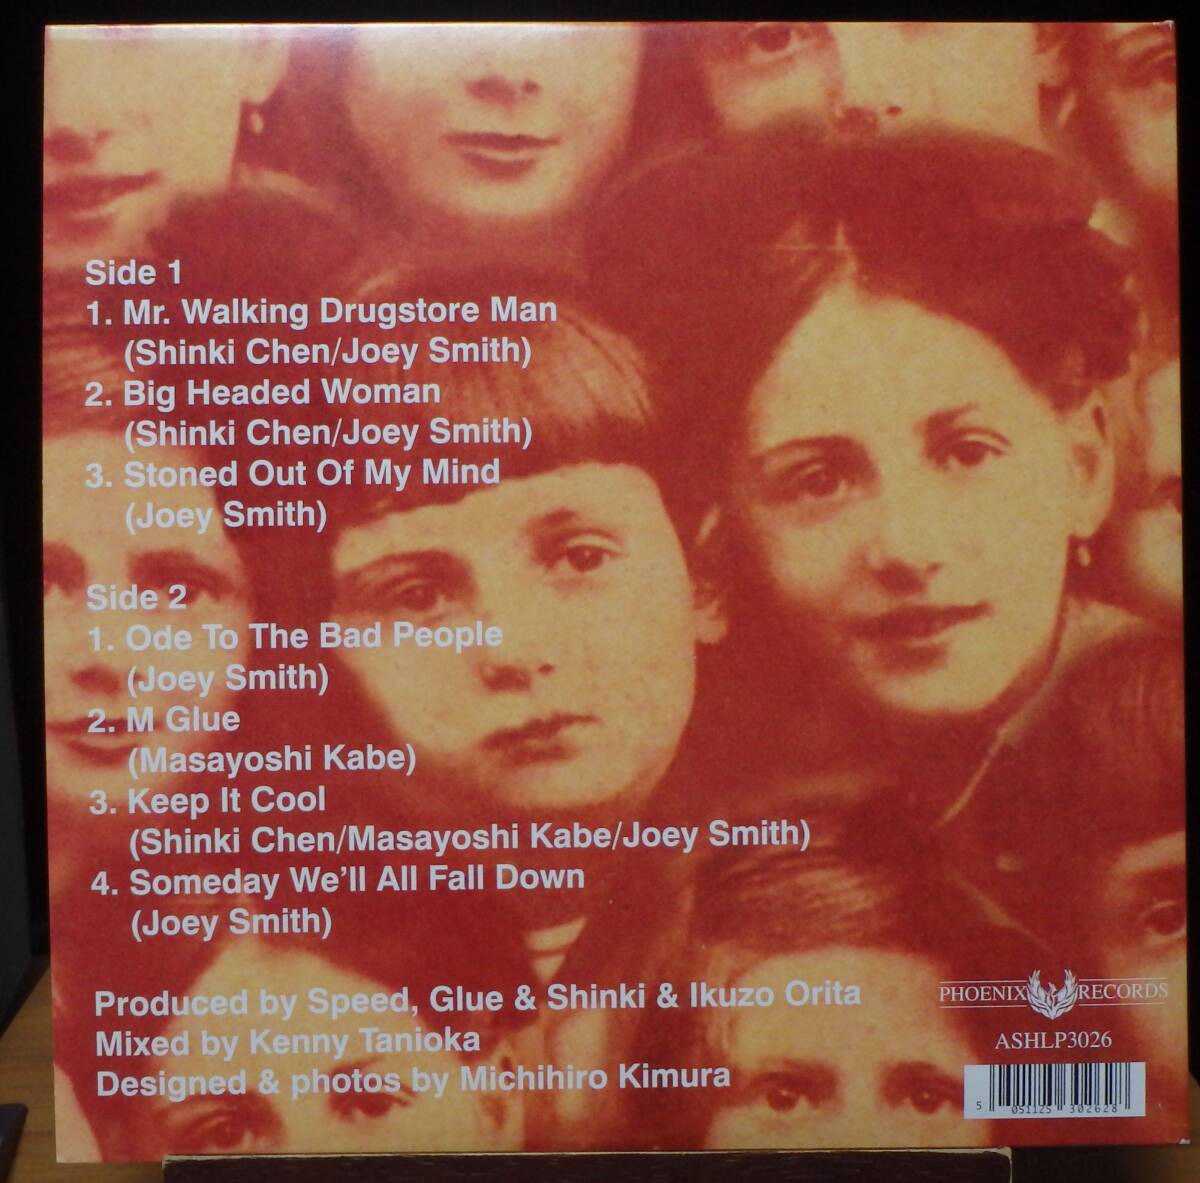 Side 1
1. Mr. Walking Drugstore Man
(Shinki Chen/Joey Smith)
2. Big Headed Woman
(Shinki Chen/Joey Smith)
3. Stoned Out Of My Mind
(Joey Smith)
Side 2
1. Ode To The Bad People
(Joey Smith)
2. M Glue
(Masayoshi Kabe)
3. Keep It Cool
(Shinki Chen/Masayoshi Kabe/Joey Smith)
4. Someday We'll All Fall Down
(Joey Smith)
Produced by Speed, Glue & Shinki & Ikuzo Orita
Mixed by Kenny Tanioka
Designed & photos by Michihiro Kimura
PHOENIX RECORDS
ASHLP3026
5 051125 302628